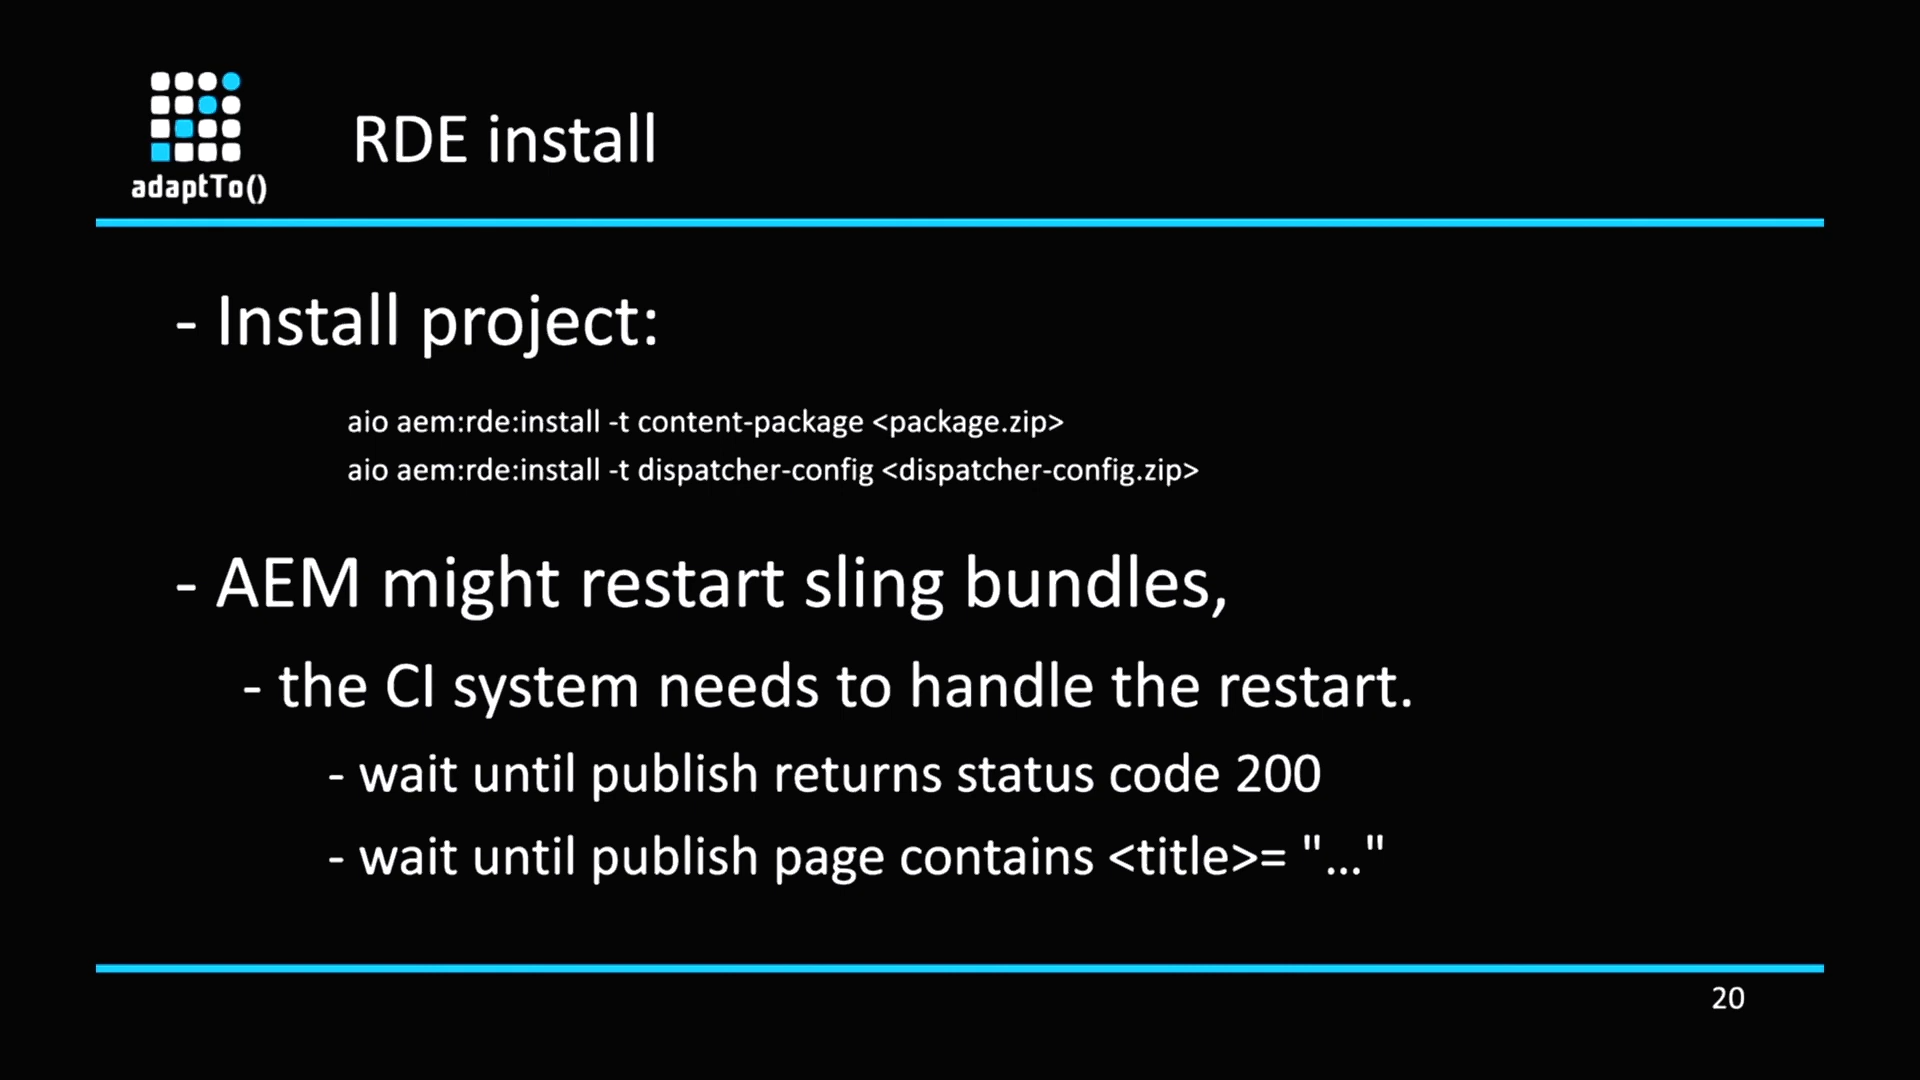 adaptTo()
RDE install
- Install project:
aio aem:rde:install -t content-package <package.zip>
aio aem:rde:install -t dispatcher-config <dispatcher-config.zip>
- AEM might restart sling bundles,
- the CI system needs to handle the restart.
- wait until publish returns status code 200
- wait until publish page contains <title>= "..."
20